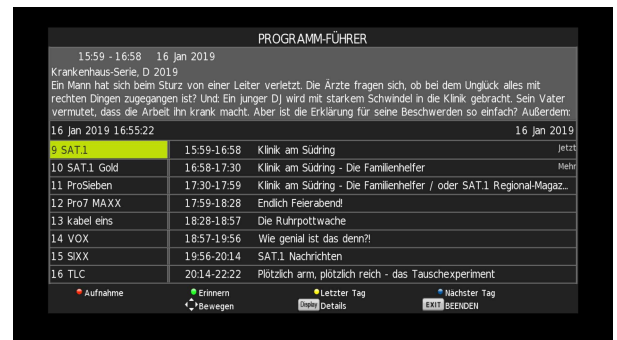 PROGRAMM-FÜHRER
15:59 - 16:58 16 Jan 2019
Krankenhaus-Serie, D 2019
Ein Mann hat sich beim Sturz von einer Leiter verletzt. Die Ärzte fragen sich, ob bei dem Unglück alles mit
rechten Dingen zugegangen ist? Und: Ein junger DJ wird mit starkem Schwindel in die Klinik gebracht. Sein Vater
vermutet, dass die Arbeit ihn krank macht. Aber ist die Erklärung für seine Beschwerden so einfach? Außerdem:
16 Jan 2019 16:55:22 16 Jan 2019
9 SAT.1 15:59-16:58 Klinik am Südring Jetzt
10 SAT.1 Gold 16:58-17:30 Klinik am Südring - Die Familienhelfer Mehr
11 ProSieben 17:30-17:59 Klinik am Südring - Die Familienhelfer / oder SAT.1 Regional-Magaz...
12 Pro7 MAXX 17:59-18:28 Endlich Feierabend!
13 kabel eins 18:28-18:57 Die Ruhrpottwache
14 VOX 18:57-19:56 Wie genial ist das denn?!
15 SIXX 19:56-20:14 SAT.1 Nachrichten
16 TLC 20:14-22:22 Plötzlich arm, plötzlich reich - das Tauschexperiment
Aufnahme Erinnern Letzter Tag Nächster Tag
Bewegen Display Details EXIT BEENDEN